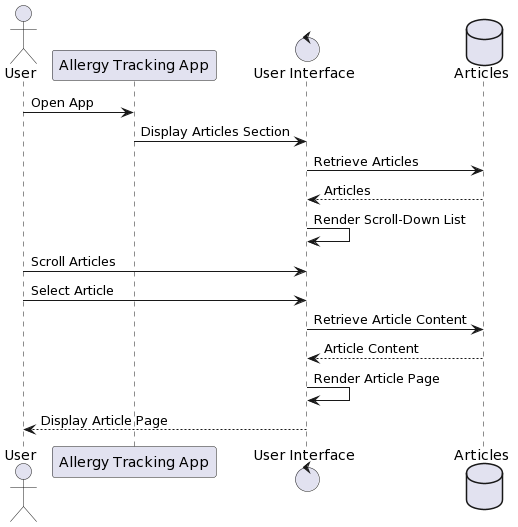 User
Allergy Tracking App
User Interface
Articles
Open App
Display Articles Section
Retrieve Articles
Articles
Render Scroll-Down List
Scroll Articles
Select Article
Retrieve Article Content
Article Content
Render Article Page
Display Article Page
User
Allergy Tracking App
User Interface
Articles